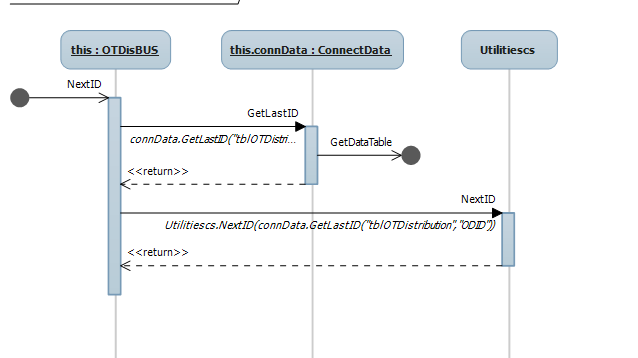 this : OTDisBUS
this.connData : ConnectData
Utilitiescs
NextID
GetLastID
connData.GetLastID("tblOTDistri...
GetDataTable
<<return>>
NextID
Utilitiescs.NextID(connData.GetLastID("tblOTDistribution","ODID"))
<<return>>